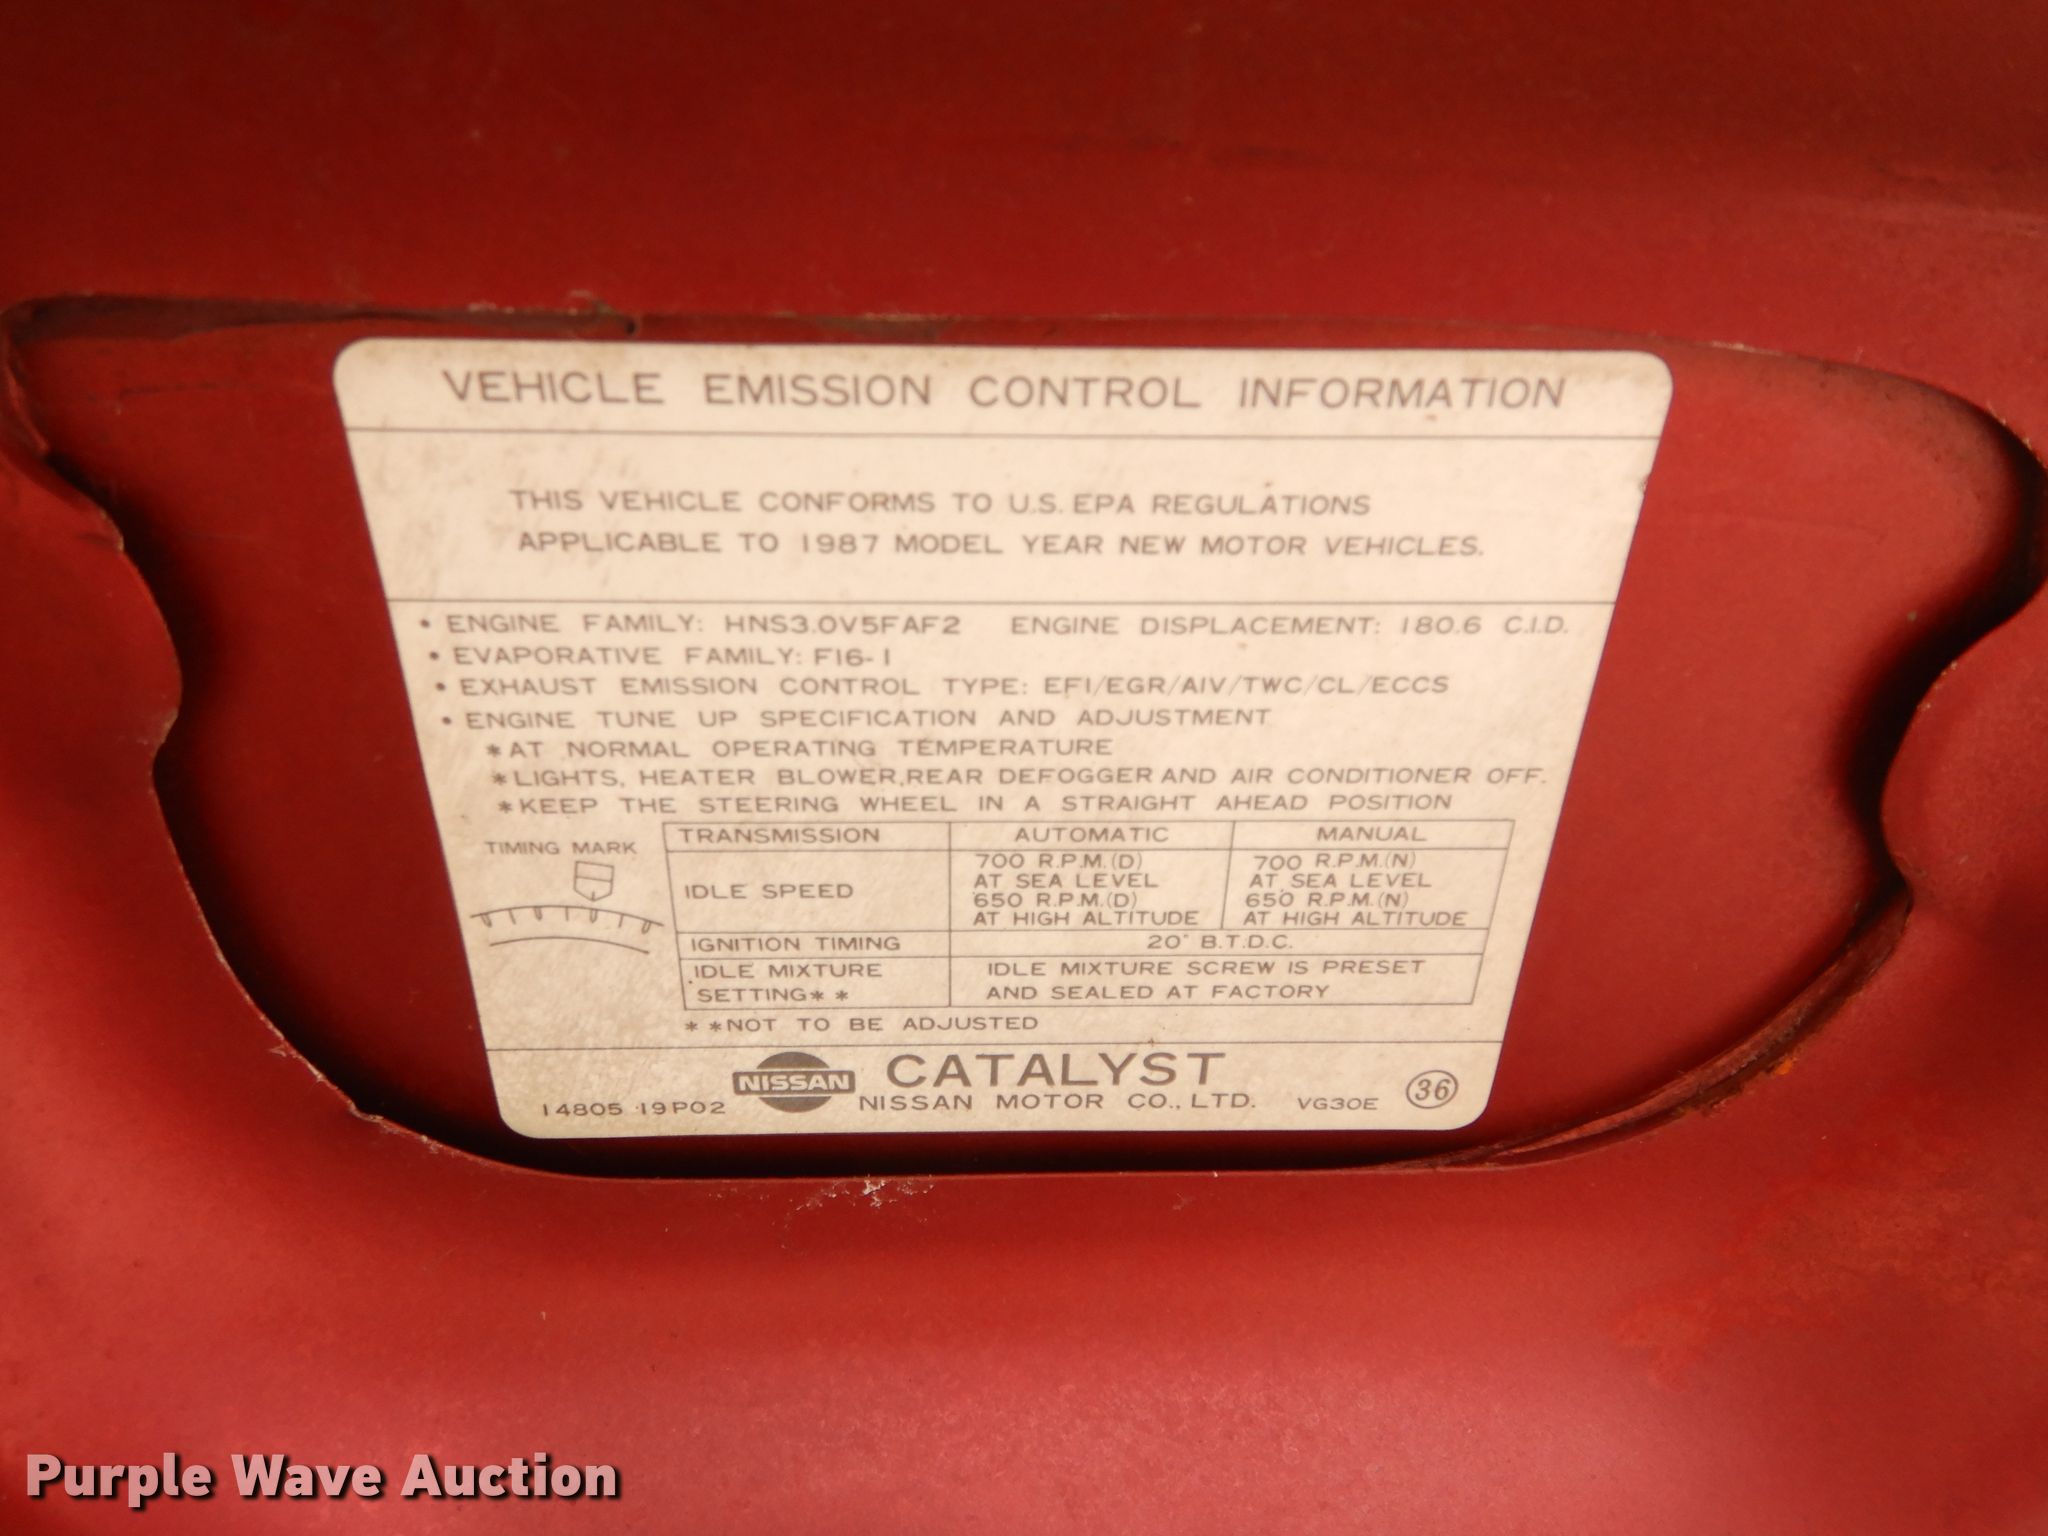 VEHICLE EMISSION CONTROL INFORMATION
THIS VEHICLE CONFORMS TO U.S. EPA REGULATIONS
APPLICABLE TO 1987 MODEL YEAR NEW MOTOR VEHICLES.
• ENGINE FAMILY: HNS3.0V5FAF2 ENGINE DISPLACEMENT: 180.6 C.I.D.
• EVAPORATIVE FAMILY: F16-1
• EXHAUST EMISSION CONTROL TYPE: EFI/EGR/AIV/TWC/CL/ECCS
• ENGINE TUNE UP SPECIFICATION AND ADJUSTMENT
*AT NORMAL OPERATING TEMPERATURE
*LIGHTS, HEATER BLOWER, REAR DEFOGGER AND AIR CONDITIONER OFF.
*KEEP THE STEERING WHEEL IN A STRAIGHT AHEAD POSITION
TIMING MARK
TRANSMISSION AUTOMATIC MANUAL
IDLE SPEED
700 R.P.M.(D)
AT SEA LEVEL
650 R.P.M.(D)
AT HIGH ALTITUDE
700 R.P.M.(N)
AT SEA LEVEL
650 R.P.M.(N)
AT HIGH ALTITUDE
IGNITION TIMING 20° B.T.D.C.
IDLE MIXTURE
SETTING**
IDLE MIXTURE SCREW IS PRESET
AND SEALED AT FACTORY
**NOT TO BE ADJUSTED
14805 19P02
NISSAN
CATALYST
NISSAN MOTOR CO., LTD.
VG30E
36
Purple Wave Auction